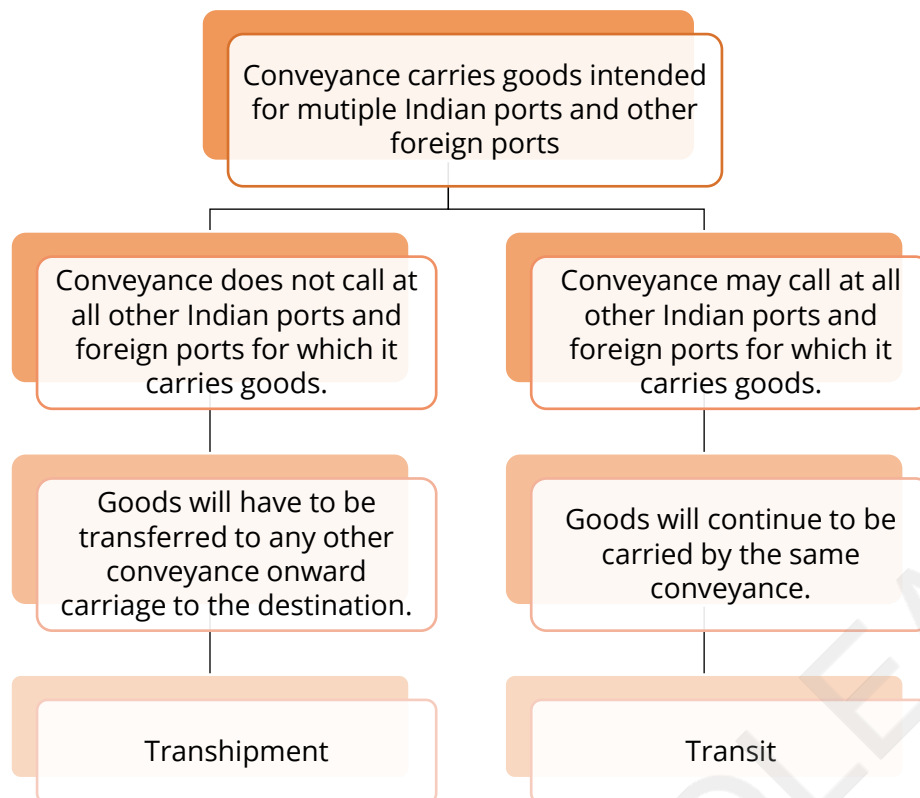 Conveyance carries goods intended
for mutiple Indian ports and other
foreign ports
Conveyance does not call at
all other Indian ports and
foreign ports for which it
carries goods.
Conveyance may call at all
other Indian ports and
foreign ports for which it
carries goods.
Goods will have to be
transferred to any other
conveyance onward
carriage to the destination.
Goods will continue to be
carried by the same
conveyance.
Transhipment
Transit